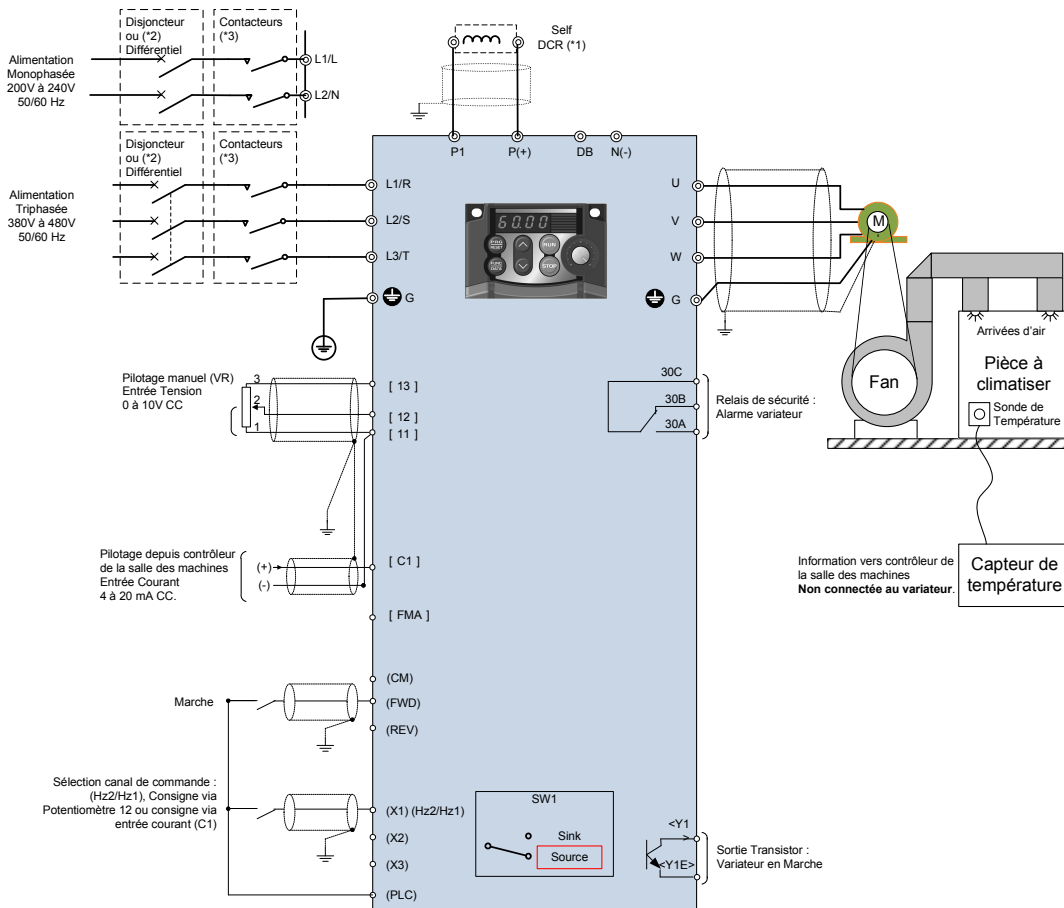 Disjoncteur
ou (*2)
Différentiel
Contacteurs
(*3)
Alimentation
Monophasée
200V à 240V
50/60 Hz
L1/L
L2/N
Self
DCR (*1)
Disjoncteur
ou (*2)
Différentiel
Contacteurs
(*3)
Alimentation
Triphasée
380V à 480V
50/60 Hz
L1/R
L2/S
L3/T
G
P1
P(+)
DB
N(-)
60.00
PRG
RESET
RUN
FUNC
DATA
STOP
U
V
W
G
M
Fan
Arrivées d'air
Pièce à
climatiser
Sonde de
Température
Pilotage manuel (VR)
Entrée Tension
0 à 10V CC
3
2
1
[ 13 ]
[ 12 ]
[ 11 ]
30C
30B
30A
Relais de sécurité :
Alarme variateur
Pilotage depuis contrôleur
de la salle des machines
Entrée Courant
4 à 20 mA CC.
(+)
(-)
[ C1 ]
[ FMA ]
Information vers contrôleur de
la salle des machines
Non connectée au variateur.
Capteur de
température
Marche
(CM)
(FWD)
(REV)
Sélection canal de commande :
(Hz2/Hz1), Consigne via
Potentiomètre 12 ou consigne via
entrée courant (C1)
(X1) (Hz2/Hz1)
(X2)
(X3)
(PLC)
SW1
Sink
Source
<Y1
>
<Y1E>
Sortie Transistor :
Variateur en Marche